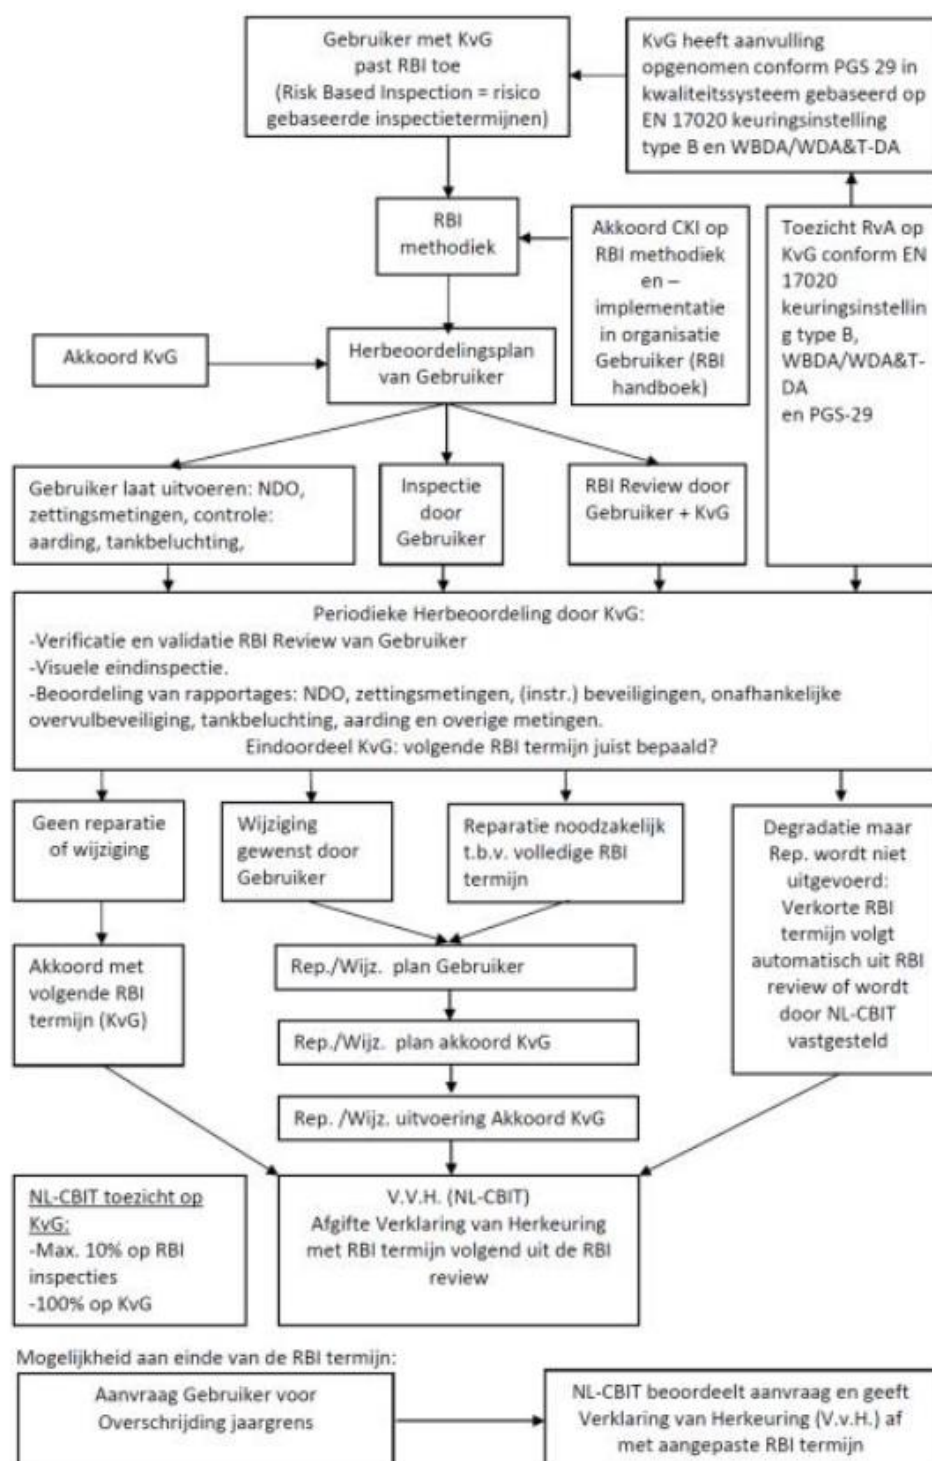 Gebruiker met KvG
past RBI toe
(Risk Based Inspection = risico
gebaseerde inspectietermijnen)
KvG heeft aanvulling
opgenomen conform PGS 29 in
kwaliteitssysteem gebaseerd op
EN 17020 keuringsinstelling
type B en WBDA/WDA&T-DA
RBI
methodiek
Akkoord CKI op
RBI methodiek
en –
implementatie
in organisatie
Gebruiker (RBI
handboek)
Toezicht RvA op
KvG conform EN
17020
keuringsinstellin
g type B,
WBDA/WDA&T-
DA
en PGS-29
Akkoord KvG
Herbeoordelingsplan
van Gebruiker
Gebruiker laat uitvoeren: NDO,
zettingsmetingen, controle:
aarding, tankbeluchting,
Inspectie
door
Gebruiker
RBI Review door
Gebruiker + KvG
Periodieke Herbeoordeling door KvG:
-Verificatie en validatie RBI Review van Gebruiker
-Visuele eindinspectie.
-Beoordeling van rapportages: NDO, zettingsmetingen, (instr.) beveiligingen, onafhankelijke
overvulbeveiliging, tankbeluchting, aarding en overige metingen.
Eindoordeel KvG: volgende RBI termijn juist bepaald?
Geen reparatie
of wijziging
Wijziging
gewenst door
Gebruiker
Reparatie noodzakelijk
t.b.v. volledige RBI
termijn
Degradatie maar
Rep. wordt niet
uitgevoerd:
Verkorte RBI
termijn volgt
automatisch uit RBI
review of wordt
door NL-CBIT
vastgesteld
Akkoord met
volgende RBI
termijn (KvG)
Rep./Wijz. plan Gebruiker
Rep./Wijz. plan akkoord KvG
Rep. /Wijz. uitvoering Akkoord KvG
NL-CBIT toezicht op
KvG:
-Max. 10% op RBI
inspecties
-100% op KvG
V.V.H. (NL-CBIT)
Afgifte Verklaring van Herkeuring
met RBI termijn volgend uit de RBI
review
Mogelijkheid aan einde van de RBI termijn:
Aanvraag Gebruiker voor
Overschrijding jaargrens
NL-CBIT beoordeelt aanvraag en geeft
Verklaring van Herkeuring (V.v.H.) af
met aangepaste RBI termijn